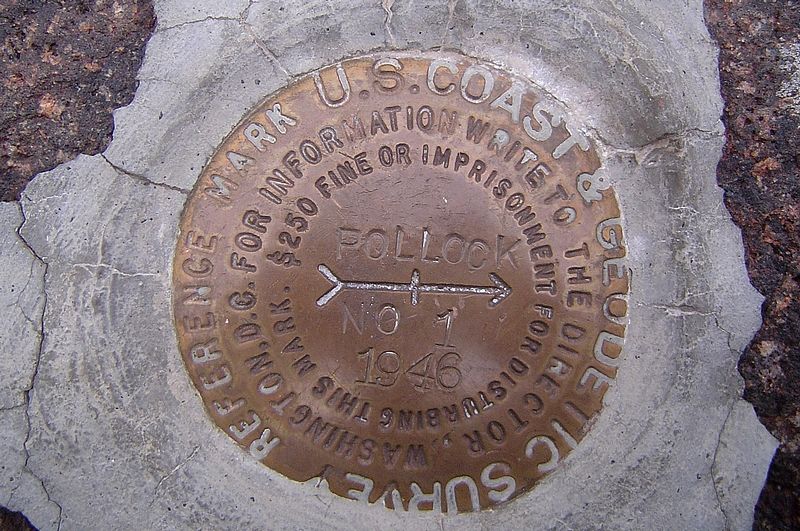 U.S. COAST & GEODETIC SURVEY
REFERENCE MARK
FOR INFORMATION WRITE TO THE DIRECTOR, WASHINGTON, D.C.
$250 FINE OR IMPRISONMENT FOR DISTURBING THIS MARK.
POLLOCK
NO 1
1946